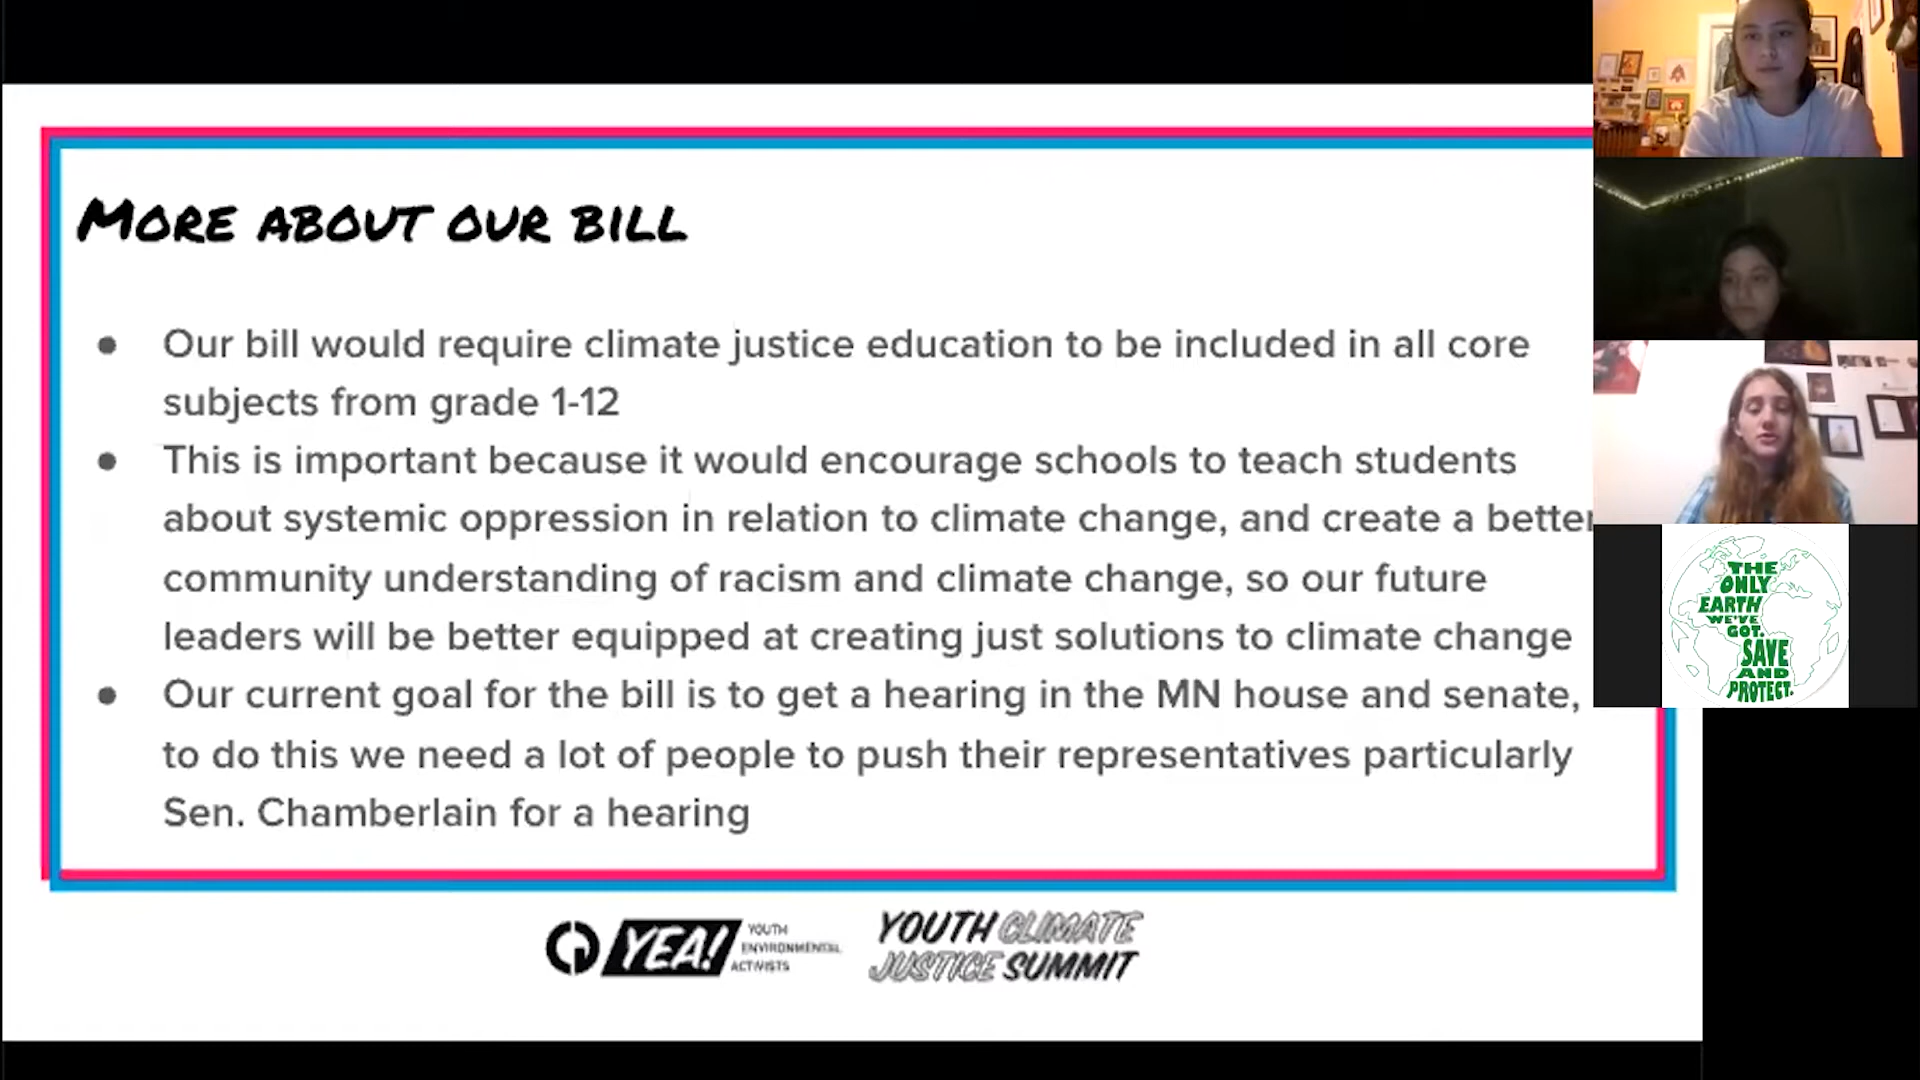 MORE ABOUT OUR BILL
● Our bill would require climate justice education to be included in all core
subjects from grade 1-12
● This is important because it would encourage schools to teach students
about systemic oppression in relation to climate change, and create a better
community understanding of racism and climate change, so our future
leaders will be better equipped at creating just solutions to climate change
● Our current goal for the bill is to get a hearing in the MN house and senate,
to do this we need a lot of people to push their representatives particularly
Sen. Chamberlain for a hearing
YEA!
YOUTH
ENVIRONMENTAL
ACTIVISTS
YOUTH CLIMATE
JUSTICE SUMMIT
THE
ONLY
EARTH
WE'VE
GOT.
SAVE
AND
PROTECT.